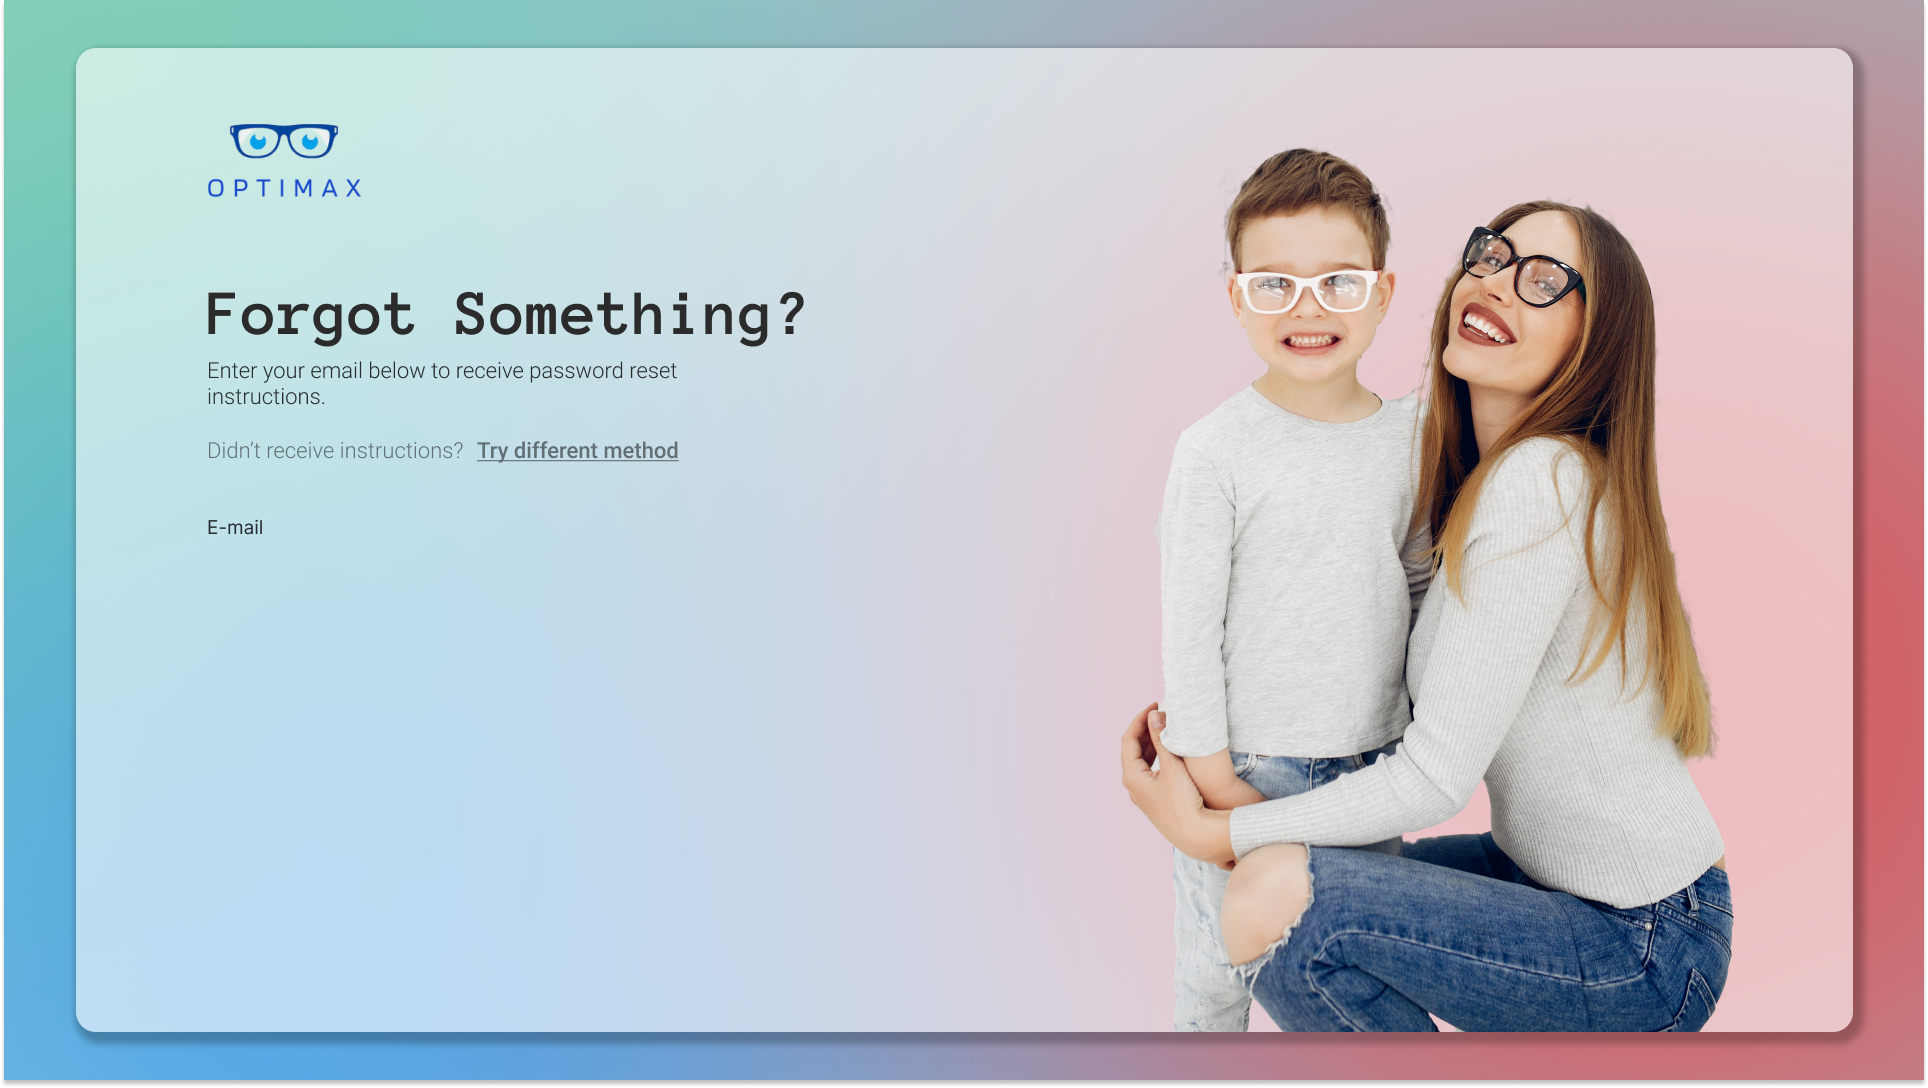 OPTIMAX
Forgot Something?
Enter your email below to receive password reset
instructions.
Didn’t receive instructions? Try different method
E-mail